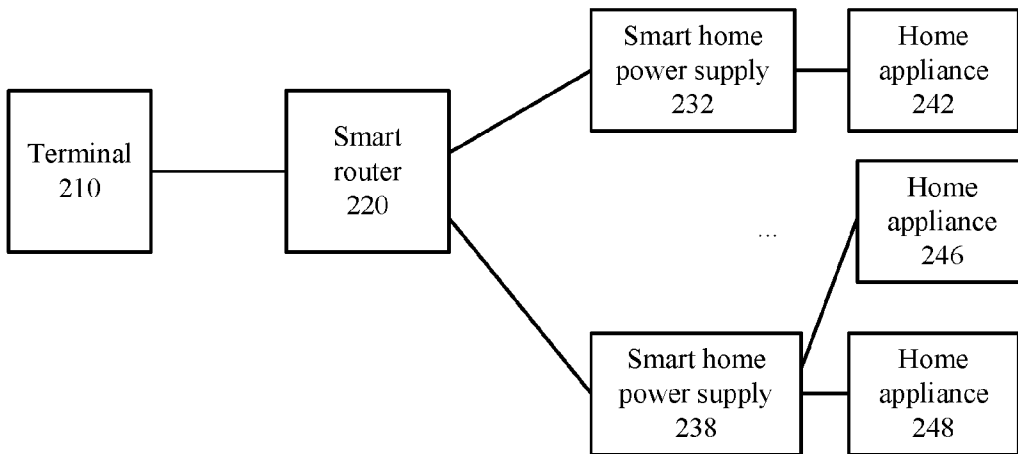 Terminal
210
Smart
router
220
Smart home
power supply
232
Home
appliance
242
...
Home
appliance
246
Smart home
power supply
238
Home
appliance
248